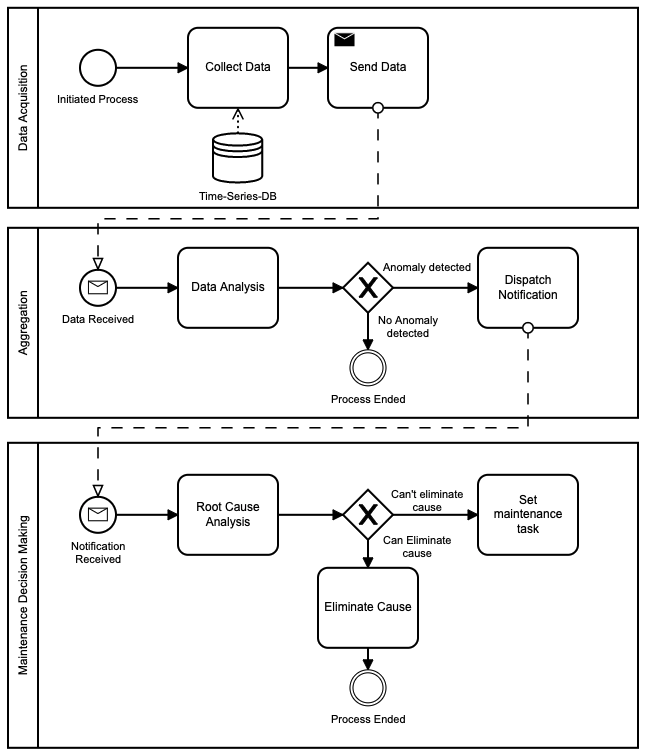 Data Acquisition
Initiated Process
Collect Data
Send Data
Time-Series-DB
Aggregation
Data Received
Data Analysis
Anomaly detected
No Anomaly
detected
Dispatch
Notification
Process Ended
Maintenance Decision Making
Notification
Received
Root Cause
Analysis
Can't eliminate
cause
Can Eliminate
cause
Set
maintenance
task
Eliminate Cause
Process Ended